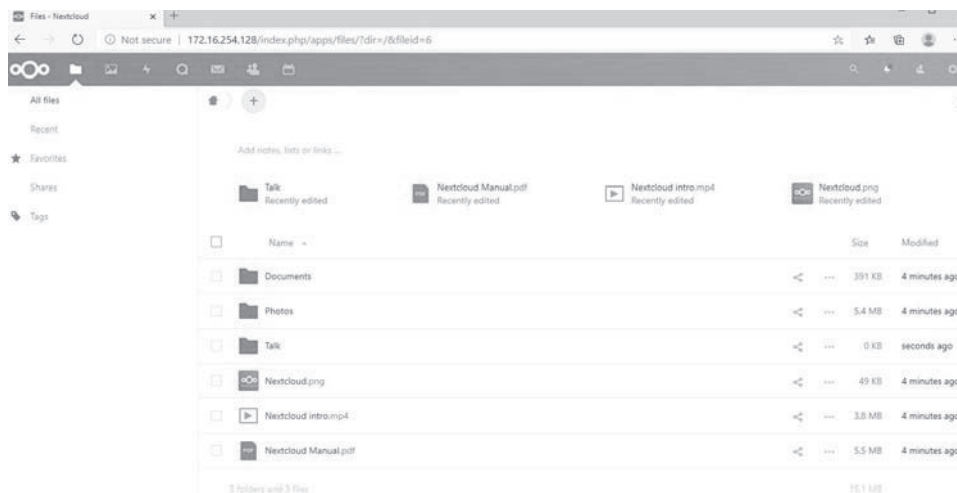 Files - Nextcloud
Not secure | 172.16.254.128/index.php/apps/files/?dir=/&fileid=6
All files
Recent
Favorites
Shares
Tags
Add notes, lists or links ...
Talk
Recently edited
Nextcloud Manual.pdf
Recently edited
Nextcloud intro.mp4
Recently edited
Nextcloud.png
Recently edited
Name Size Modified
Documents 391 KB 4 minutes ago
Photos 5.4 MB 4 minutes ago
Talk 0 KB seconds ago
Nextcloud.png 49 KB 4 minutes ago
Nextcloud intro.mp4 3.8 MB 4 minutes ago
PDF Nextcloud Manual.pdf 5.5 MB 4 minutes ago
3 folders and 3 files 15.1 MB